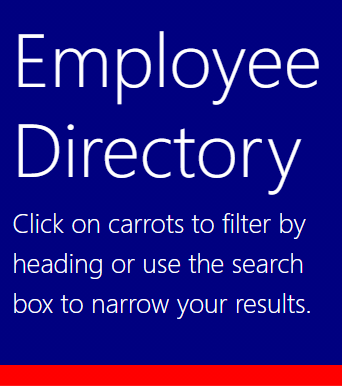 Employee
Directory
Click on carrots to filter by
heading or use the search
box to narrow your results.